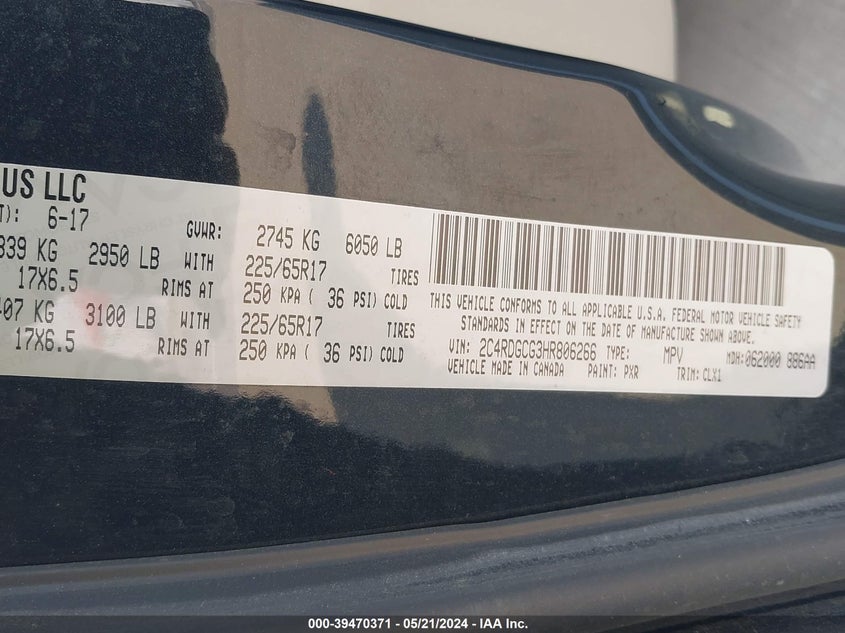 US LLC
T): 6-17 GVWR: 2745 KG 6050 LB
839 KG 2950 LB WITH 225/65R17 TIRES
17X6.5 RIMS AT 250 KPA ( 36 PSI) COLD
407 KG 3100 LB WITH 225/65R17 TIRES
17X6.5 RIMS AT 250 KPA ( 36 PSI) COLD
THIS VEHICLE CONFORMS TO ALL APPLICABLE U.S.A. FEDERAL MOTOR VEHICLE SAFETY
STANDARDS IN EFFECT ON THE DATE OF MANUFACTURE SHOWN ABOVE.
VIN: 2C4RDGCG3HR806266 TYPE: MPV MDH: 062000 886AA
VEHICLE MADE IN CANADA PAINT: PXR TRIM: CLX1
000-39470371 — 05/21/2024 — IAA Inc.